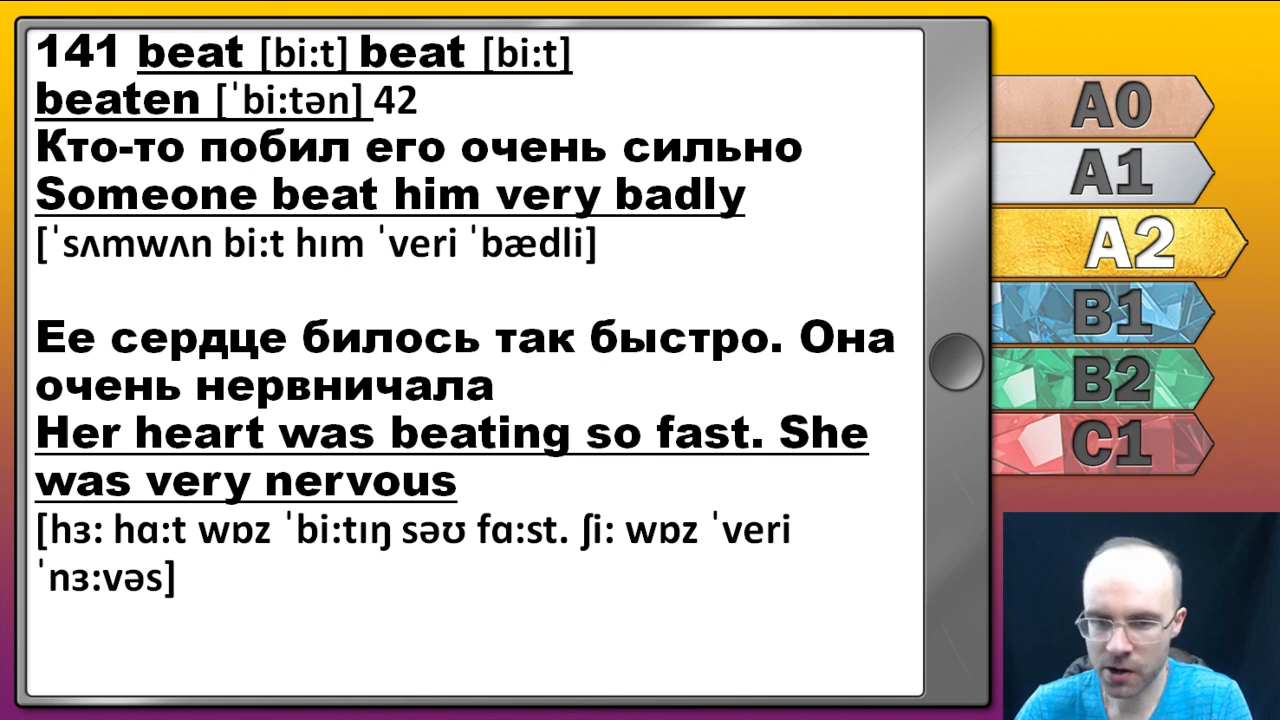 141 beat [bi:t] beat [bi:t]
beaten [ˈbi:tən] 42
Кто-то побил его очень сильно
Someone beat him very badly
[ˈsʌmwʌn bi:t hɪm ˈveri ˈbædli]
Ее сердце билось так быстро. Она
очень нервничала
Her heart was beating so fast. She
was very nervous
[hɜ: hɑ:t wɒz ˈbi:tɪŋ səʊ fɑ:st. ʃi: wɒz ˈveri
ˈnɜ:vəs]
A0
A1
A2
B1
B2
C1